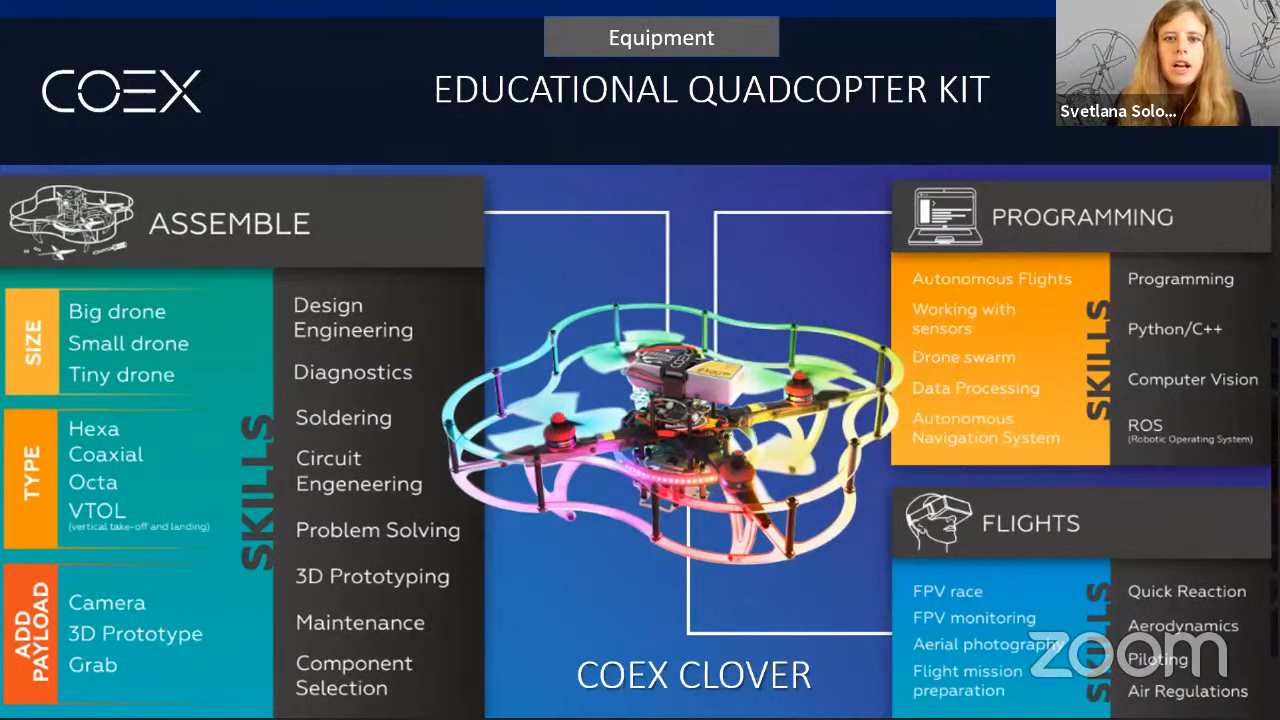 Equipment
COEX
EDUCATIONAL QUADCOPTER KIT
Svetlana Solo...
ASSEMBLE
SIZE
Big drone
Small drone
Tiny drone
TYPE
Hexa
Coaxial
Octa
VTOL
(vertical take-off and landing)
ADD
PAYLOAD
Camera
3D Prototype
Grab
SKILLS
Design
Engineering
Diagnostics
Soldering
Circuit
Engeneering
Problem Solving
3D Prototyping
Maintenance
Component
Selection
COEX CLOVER
PROGRAMMING
Autonomous Flights
Working with
sensors
Drone swarm
Data Processing
Autonomous
Navigation System
SKILLS
Programming
Python/C++
Computer Vision
ROS
(Robotic Operating System)
FLIGHTS
FPV race
FPV monitoring
Aerial photography
Flight mission
preparation
SKILLS
Quick Reaction
Aerodynamics
Piloting
Air Regulations
zoom